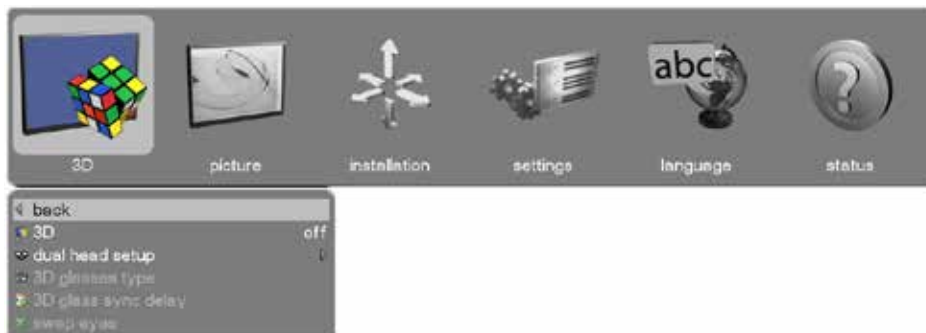 abc
3D picture installation settings language status
back
3D off
dual head setup
3D glasses type
3D glass sync delay
swap eyes